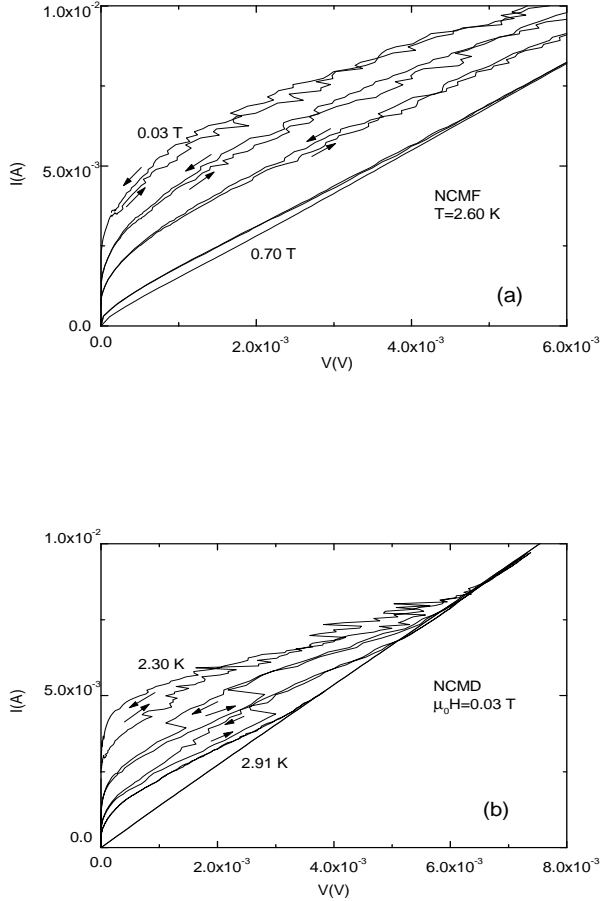 1.0x10⁻²
I(A)
5.0x10⁻³
0.0
0.03 T
0.70 T
NCMF
T=2.60 K
(a)
0.0 2.0x10⁻³ 4.0x10⁻³ 6.0x10⁻³
V(V)
1.0x10⁻²
I(A)
5.0x10⁻³
0.0
2.30 K
2.91 K
NCMD
μ₀H=0.03 T
(b)
0.0 2.0x10⁻³ 4.0x10⁻³ 6.0x10⁻³ 8.0x10⁻³
V(V)